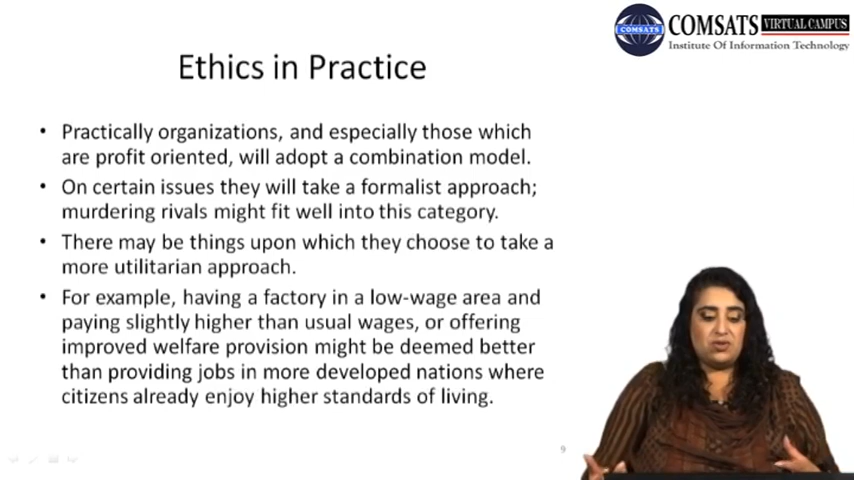 COMSATS VIRTUAL CAMPUS
COMSATS
Institute Of Information Technology
Ethics in Practice
• Practically organizations, and especially those which
are profit oriented, will adopt a combination model.
• On certain issues they will take a formalist approach;
murdering rivals might fit well into this category.
• There may be things upon which they choose to take a
more utilitarian approach.
• For example, having a factory in a low-wage area and
paying slightly higher than usual wages, or offering
improved welfare provision might be deemed better
than providing jobs in more developed nations where
citizens already enjoy higher standards of living.
9